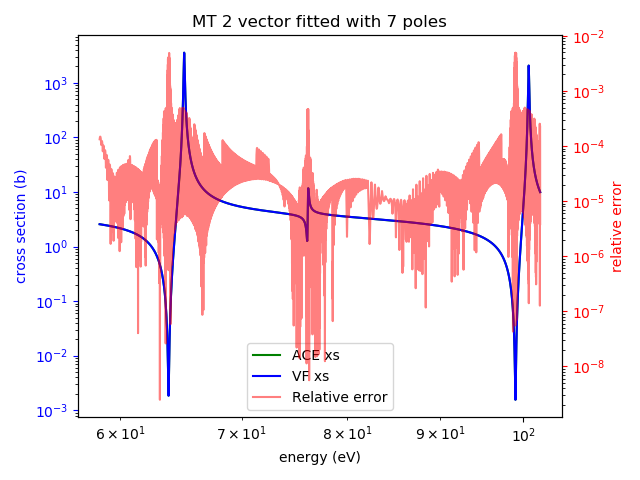 MT 2 vector fitted with 7 poles
10³
10²
10¹
10⁰
10⁻¹
10⁻²
10⁻³
cross section (b)
10⁻²
10⁻³
10⁻⁴
10⁻⁵
10⁻⁶
10⁻⁷
10⁻⁸
relative error
ACE xs
VF xs
Relative error
6 × 10¹
7 × 10¹
8 × 10¹
9 × 10¹
10²
energy (eV)